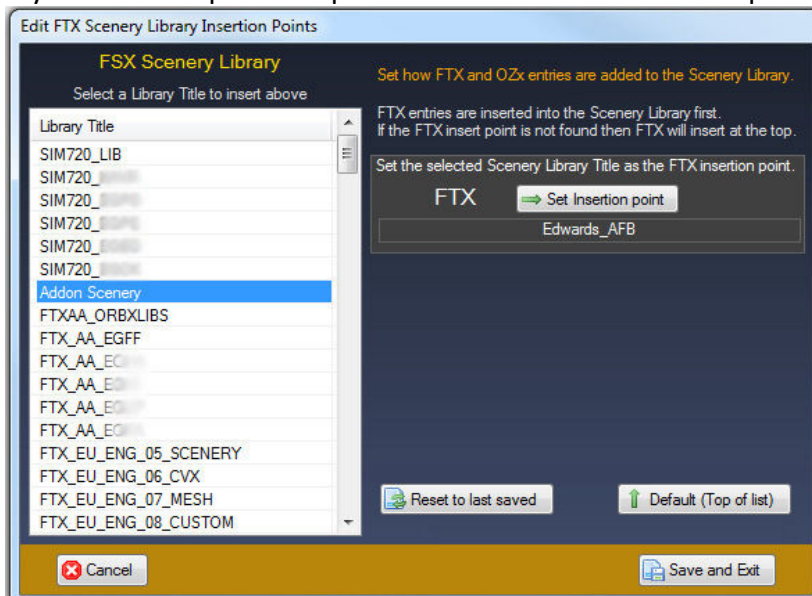 Edit FTX Scenery Library Insertion Points
FSX Scenery Library
Select a Library Title to insert above
Library Title
SIM720_LIB
SIM720_
SIM720_
SIM720_
SIM720_
SIM720_
Addon Scenery
FTXAA_ORBXLIBS
FTX_AA_EGFF
FTX_AA_
FTX_AA_
FTX_AA_
FTX_AA_
FTX_EU_ENG_05_SCENERY
FTX_EU_ENG_06_CVX
FTX_EU_ENG_07_MESH
FTX_EU_ENG_08_CUSTOM
Set how FTX and OZx entries are added to the Scenery Library.
FTX entries are inserted into the Scenery Library first.
If the FTX insert point is not found then FTX will insert at the top.
Set the selected Scenery Library Title as the FTX insertion point.
FTX Set Insertion point
Edwards_AFB
Reset to last saved
Default (Top of list)
Cancel
Save and Exit